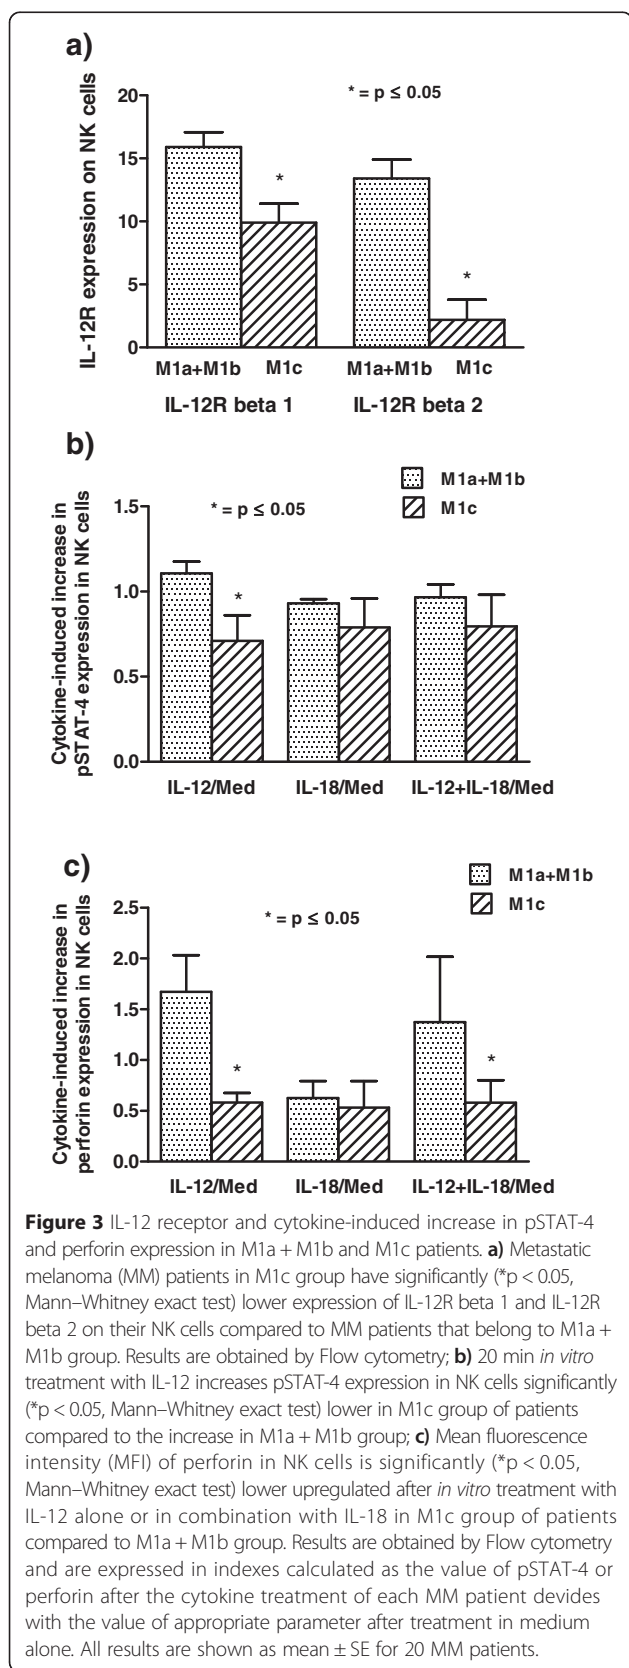 a)
IL-12R expression on NK cells
* = p ≤ 0.05
20
15
10
5
0
*
*
M1a+M1b M1c M1a+M1b M1c
IL-12R beta 1 IL-12R beta 2
b)
M1a+M1b
M1c
Cytokine-induced increase in
pSTAT-4 expression in NK cells
* = p ≤ 0.05
1.5
1.0
0.5
0.0
*
IL-12/Med IL-18/Med IL-12+IL-18/Med
c)
M1a+M1b
M1c
Cytokine-induced increase in
perforin expression in NK cells
* = p ≤ 0.05
2.5
2.0
1.5
1.0
0.5
0.0
*
*
IL-12/Med IL-18/Med IL-12+IL-18/Med
Figure 3 IL-12 receptor and cytokine-induced increase in pSTAT-4
and perforin expression in M1a + M1b and M1c patients. a) Metastatic
melanoma (MM) patients in M1c group have significantly (*p < 0.05,
Mann–Whitney exact test) lower expression of IL-12R beta 1 and IL-12R
beta 2 on their NK cells compared to MM patients that belong to M1a +
M1b group. Results are obtained by Flow cytometry; b) 20 min in vitro
treatment with IL-12 increases pSTAT-4 expression in NK cells significantly
(*p < 0.05, Mann–Whitney exact test) lower in M1c group of patients
compared to the increase in M1a + M1b group; c) Mean fluorescence
intensity (MFI) of perforin in NK cells is significantly (*p < 0.05,
Mann–Whitney exact test) lower upregulated after in vitro treatment with
IL-12 alone or in combination with IL-18 in M1c group of patients
compared to M1a + M1b group. Results are obtained by Flow cytometry
and are expressed in indexes calculated as the value of pSTAT-4 or
perforin after the cytokine treatment of each MM patient devides
with the value of appropriate parameter after treatment in medium
alone. All results are shown as mean ± SE for 20 MM patients.